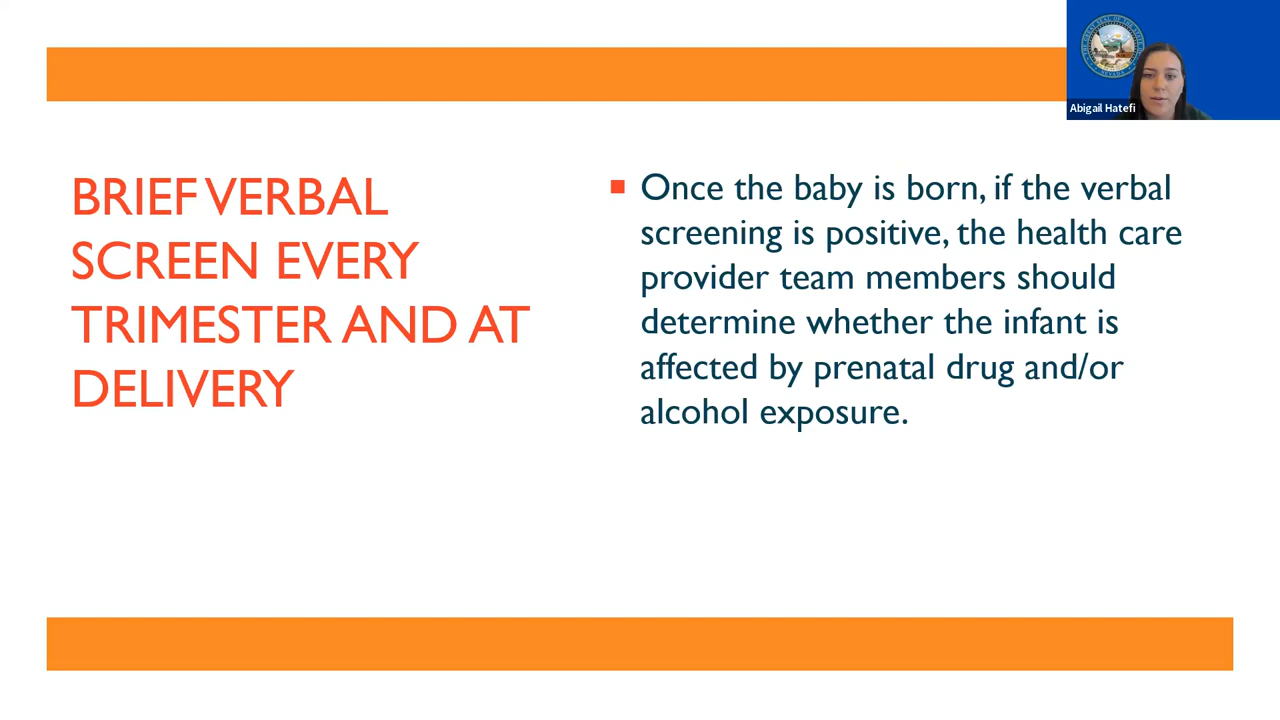 Abigail Hatefi
BRIEF VERBAL
SCREEN EVERY
TRIMESTER AND AT
DELIVERY
Once the baby is born, if the verbal
screening is positive, the health care
provider team members should
determine whether the infant is
affected by prenatal drug and/or
alcohol exposure.